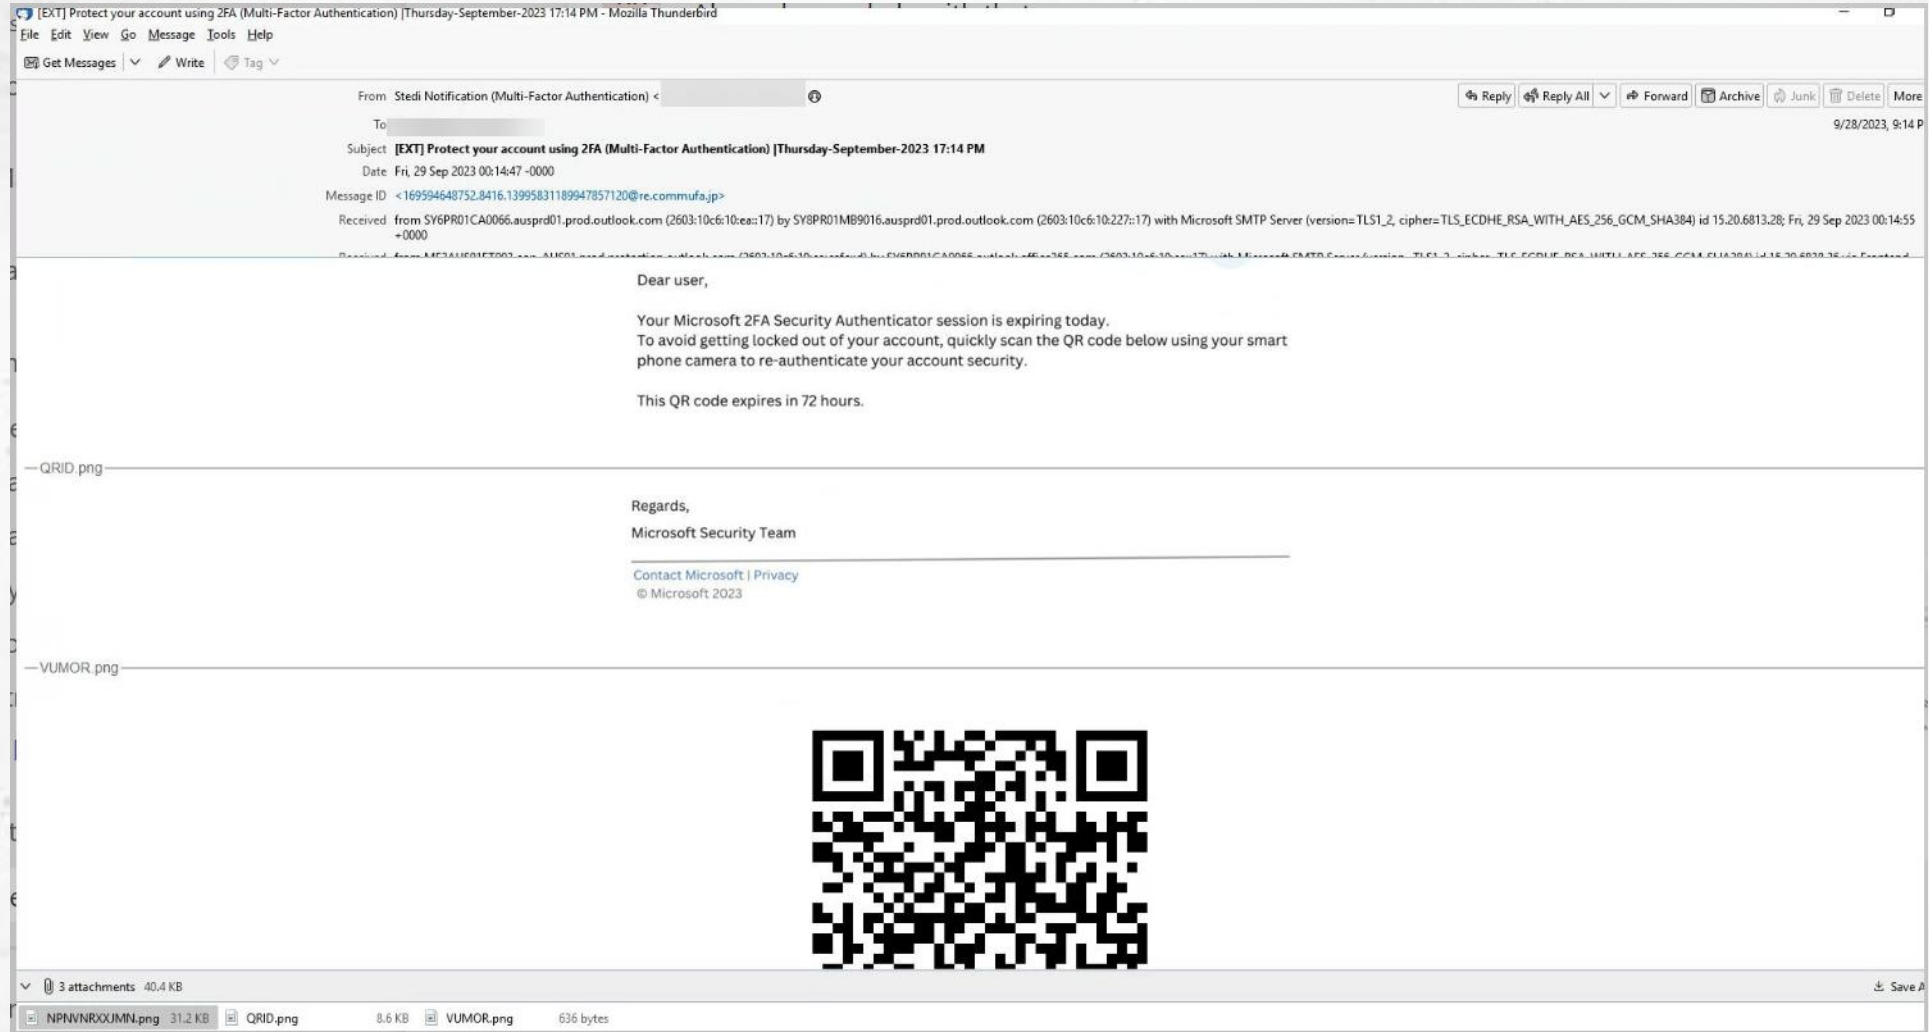 [EXT] Protect your account using 2FA (Multi-Factor Authentication) |Thursday-September-2023 17:14 PM - Mozilla Thunderbird
File Edit View Go Message Tools Help
Get Messages Write Tag
From Stedi Notification (Multi-Factor Authentication) <
Reply Reply All Forward Archive Junk Delete More
To
9/28/2023, 9:14 P
Subject [EXT] Protect your account using 2FA (Multi-Factor Authentication) |Thursday-September-2023 17:14 PM
Date Fri, 29 Sep 2023 00:14:47 -0000
Message ID <169594648752.8416.13995831189947857120@re.commufa.jp>
Received from SY6PR01CA0066.ausprd01.prod.outlook.com (2603:10c6:10:ea::17) by SY8PR01MB9016.ausprd01.prod.outlook.com (2603:10c6:10:227::17) with Microsoft SMTP Server (version=TLS1_2, cipher=TLS_ECDHE_RSA_WITH_AES_256_GCM_SHA384) id 15.20.6813.28; Fri, 29 Sep 2023 00:14:55
+0000
Dear user,
Your Microsoft 2FA Security Authenticator session is expiring today.
To avoid getting locked out of your account, quickly scan the QR code below using your smart
phone camera to re-authenticate your account security.
This QR code expires in 72 hours.
QRID.png
Regards,
Microsoft Security Team
Contact Microsoft | Privacy
© Microsoft 2023
VUMOR.png
3 attachments 40.4 KB
Save A
NPNVNRXXJMN.png 31.2 KB QRID.png 8.6 KB VUMOR.png 636 bytes